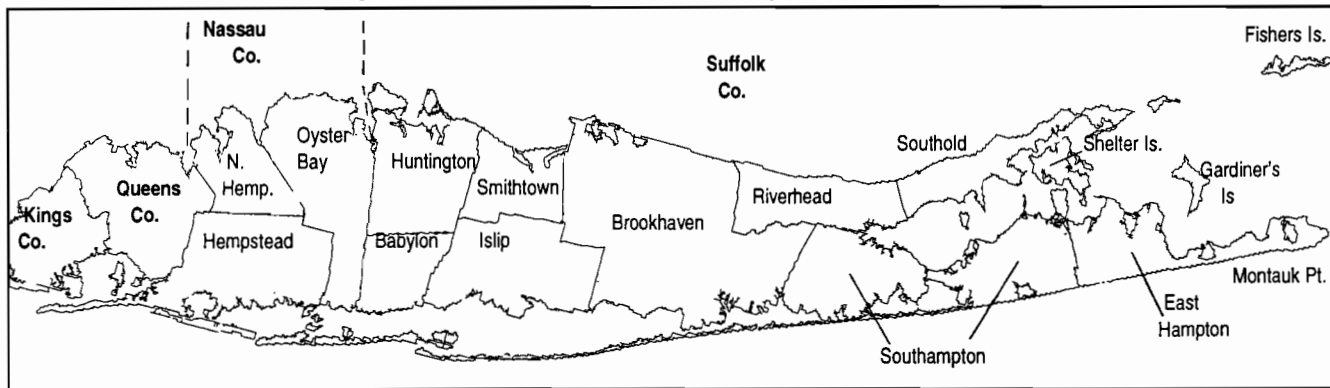 Nassau
Co.
Suffolk
Co.
Fishers Is.
Oyster
Bay
N.
Hemp.
Huntington
Smithtown
Southold
Shelter Is.
Gardiner's
Is
Queens
Co.
Kings
Co.
Riverhead
Brookhaven
Hempstead
Babylon
Islip
Montauk Pt.
East
Hampton
Southampton